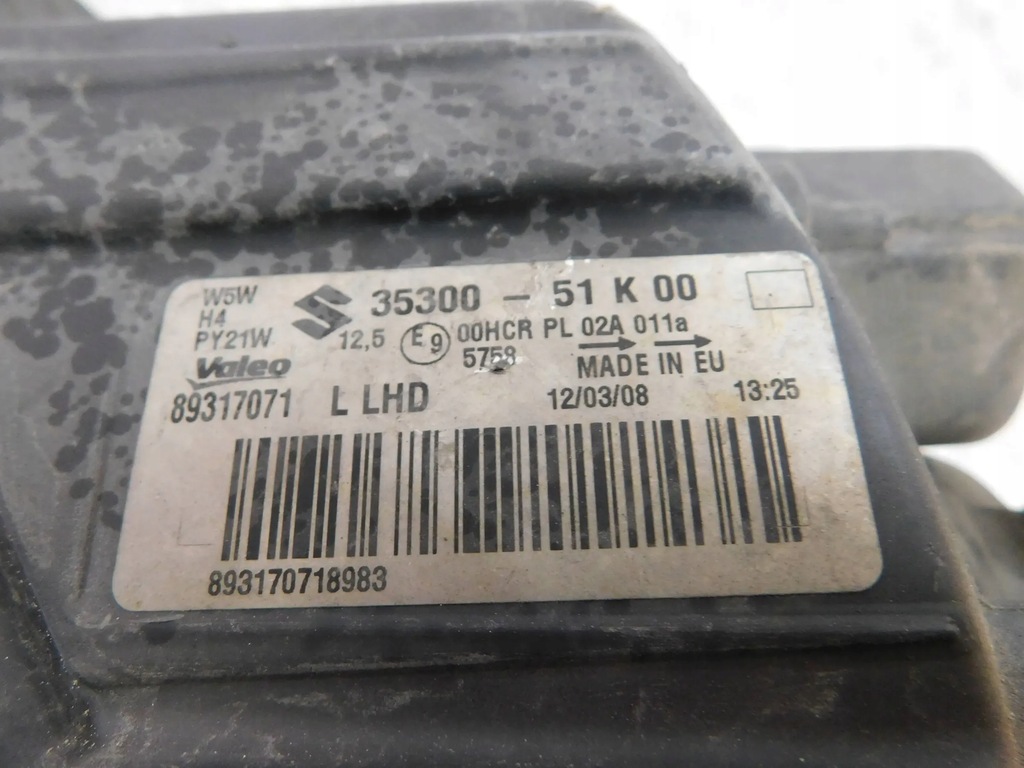 W5W
H4
PY21W
Valeo
35300 - 51 K 00
12,5 E9 00HCR PL 02A 011a
5758
MADE IN EU
89317071 L LHD 12/03/08 13:25
893170718983